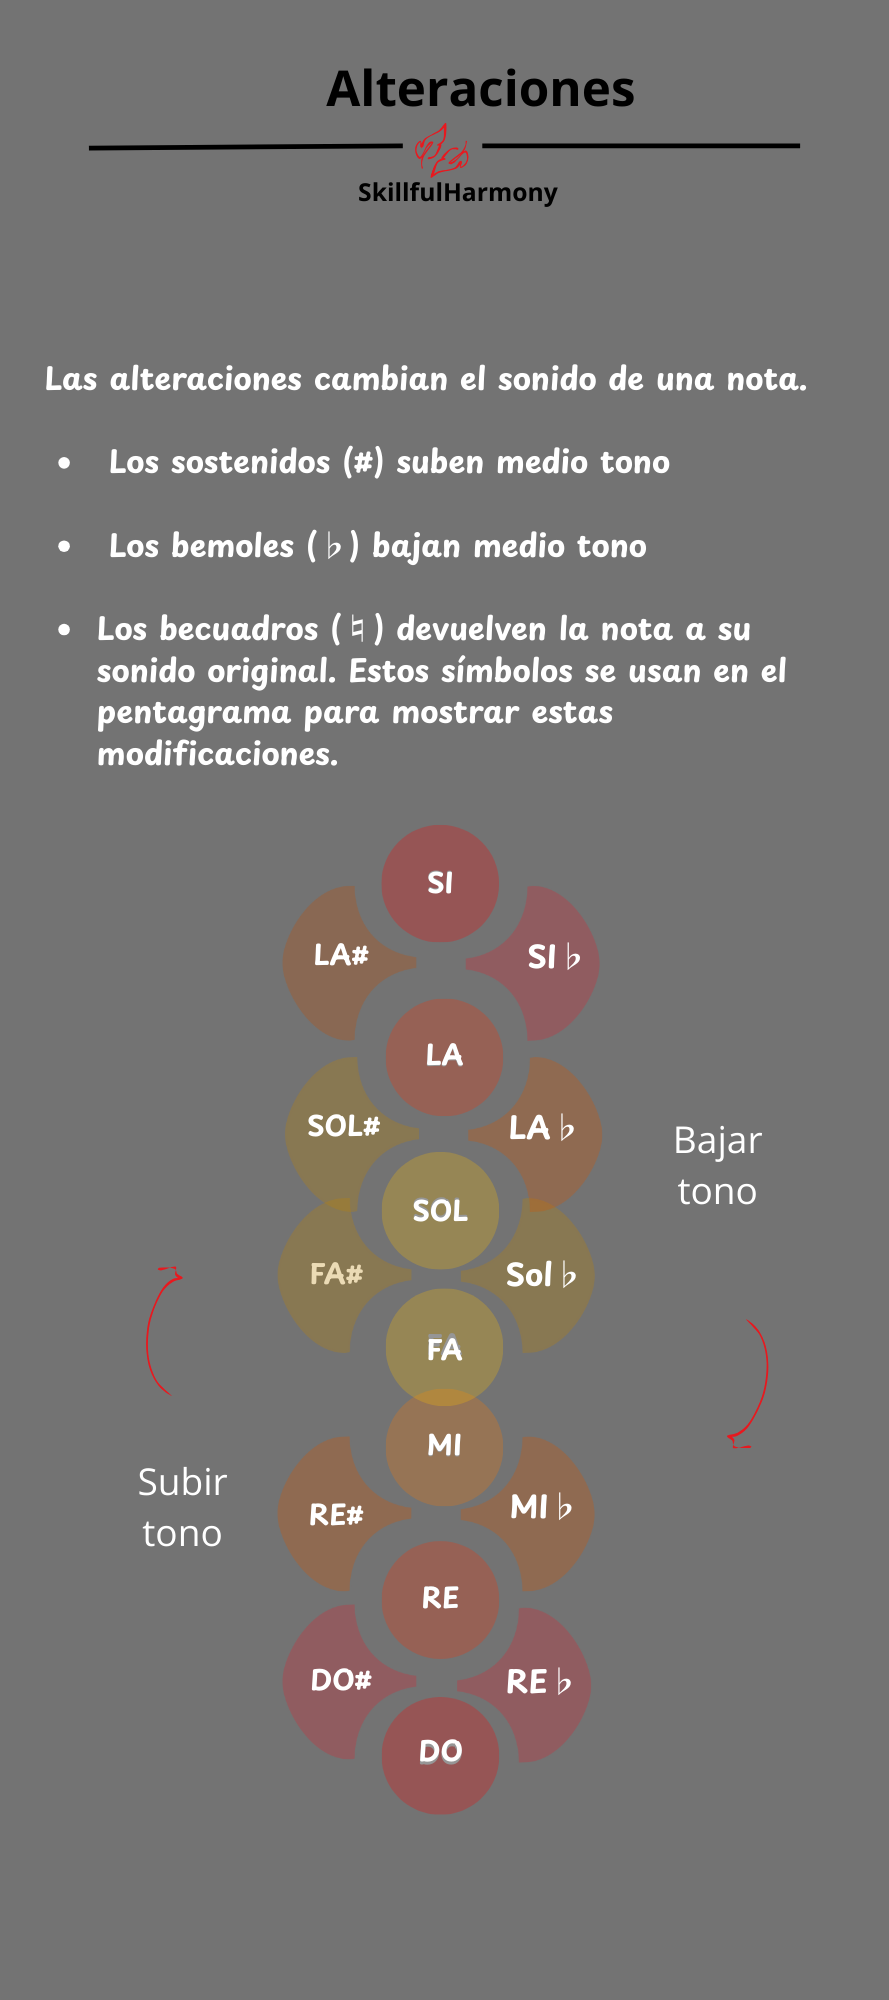 Alteraciones
SkillfulHarmony
Las alteraciones cambian el sonido de una nota.
• Los sostenidos (#) suben medio tono
• Los bemoles (♭) bajan medio tono
• Los becuadros (♮) devuelven la nota a su
sonido original. Estos símbolos se usan en el
pentagrama para mostrar estas
modificaciones.
SI
LA#
SI ♭
LA
SOL#
LA ♭
Bajar
tono
SOL
FA#
Sol ♭
FA
MI
Subir
tono
RE#
MI ♭
RE
DO#
RE ♭
DO